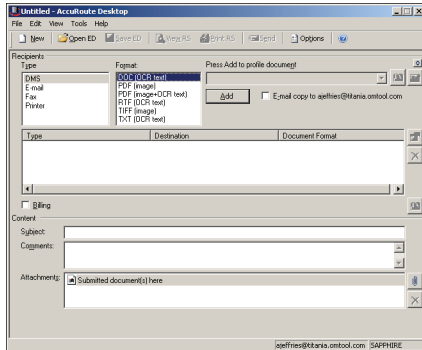 Untitled - AccuRoute Desktop
File Edit View Tools Help
New Open ED Save ED View RS Print RS Send Options
Recipients
Type Format: Press Add to profile document
DMS
E-mail
Fax
Printer
DOC (OCR text)
PDF (image)
PDF (image+OCR text)
RTF (OCR text)
TIFF (image)
TXT (OCR text)
Add E-mail copy to ajeffries@titania.omtool.com
Type Destination Document Format
Billing
Content
Subject:
Comments:
Attachments: Submitted document(s) here
ajeffries@titania.omtool.com SAPPHIRE